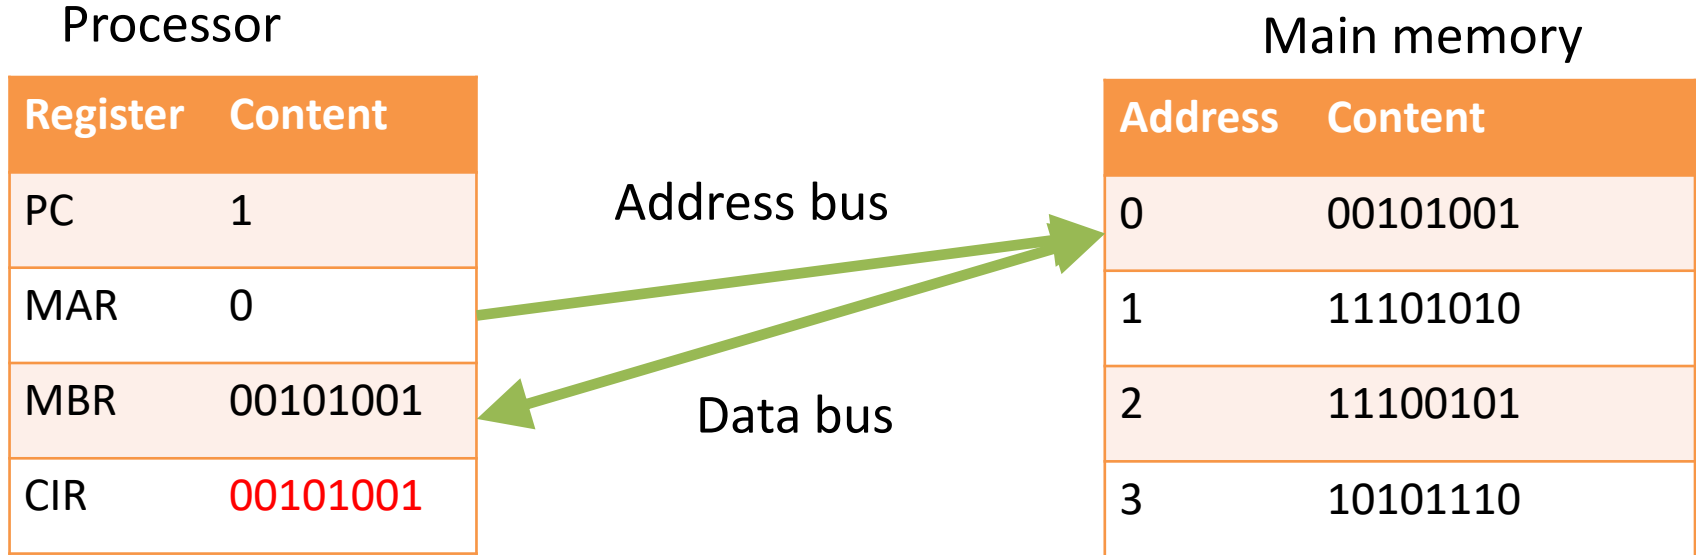 Processor
Main memory
Register Content
PC 1
MAR 0
MBR 00101001
CIR 00101001
Address bus
Data bus
Address Content
0 00101001
1 11101010
2 11100101
3 10101110